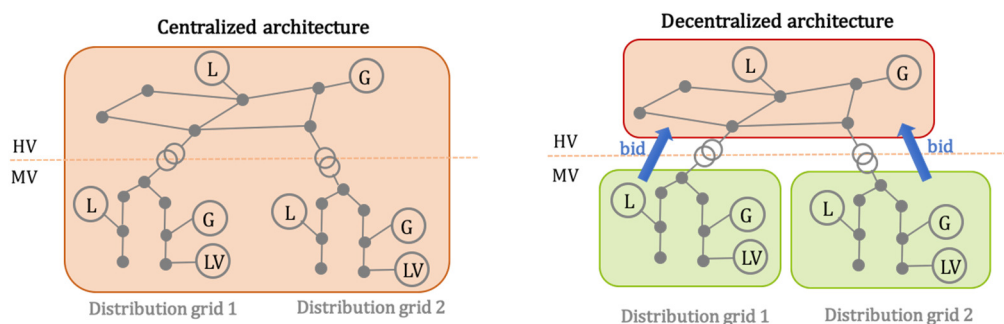 Centralized architecture
L
G
HV
MV
L
G
LV
L
G
LV
Distribution grid 1
Distribution grid 2
Decentralized architecture
L
G
HV
MV
bid
bid
L
G
LV
L
G
LV
Distribution grid 1
Distribution grid 2